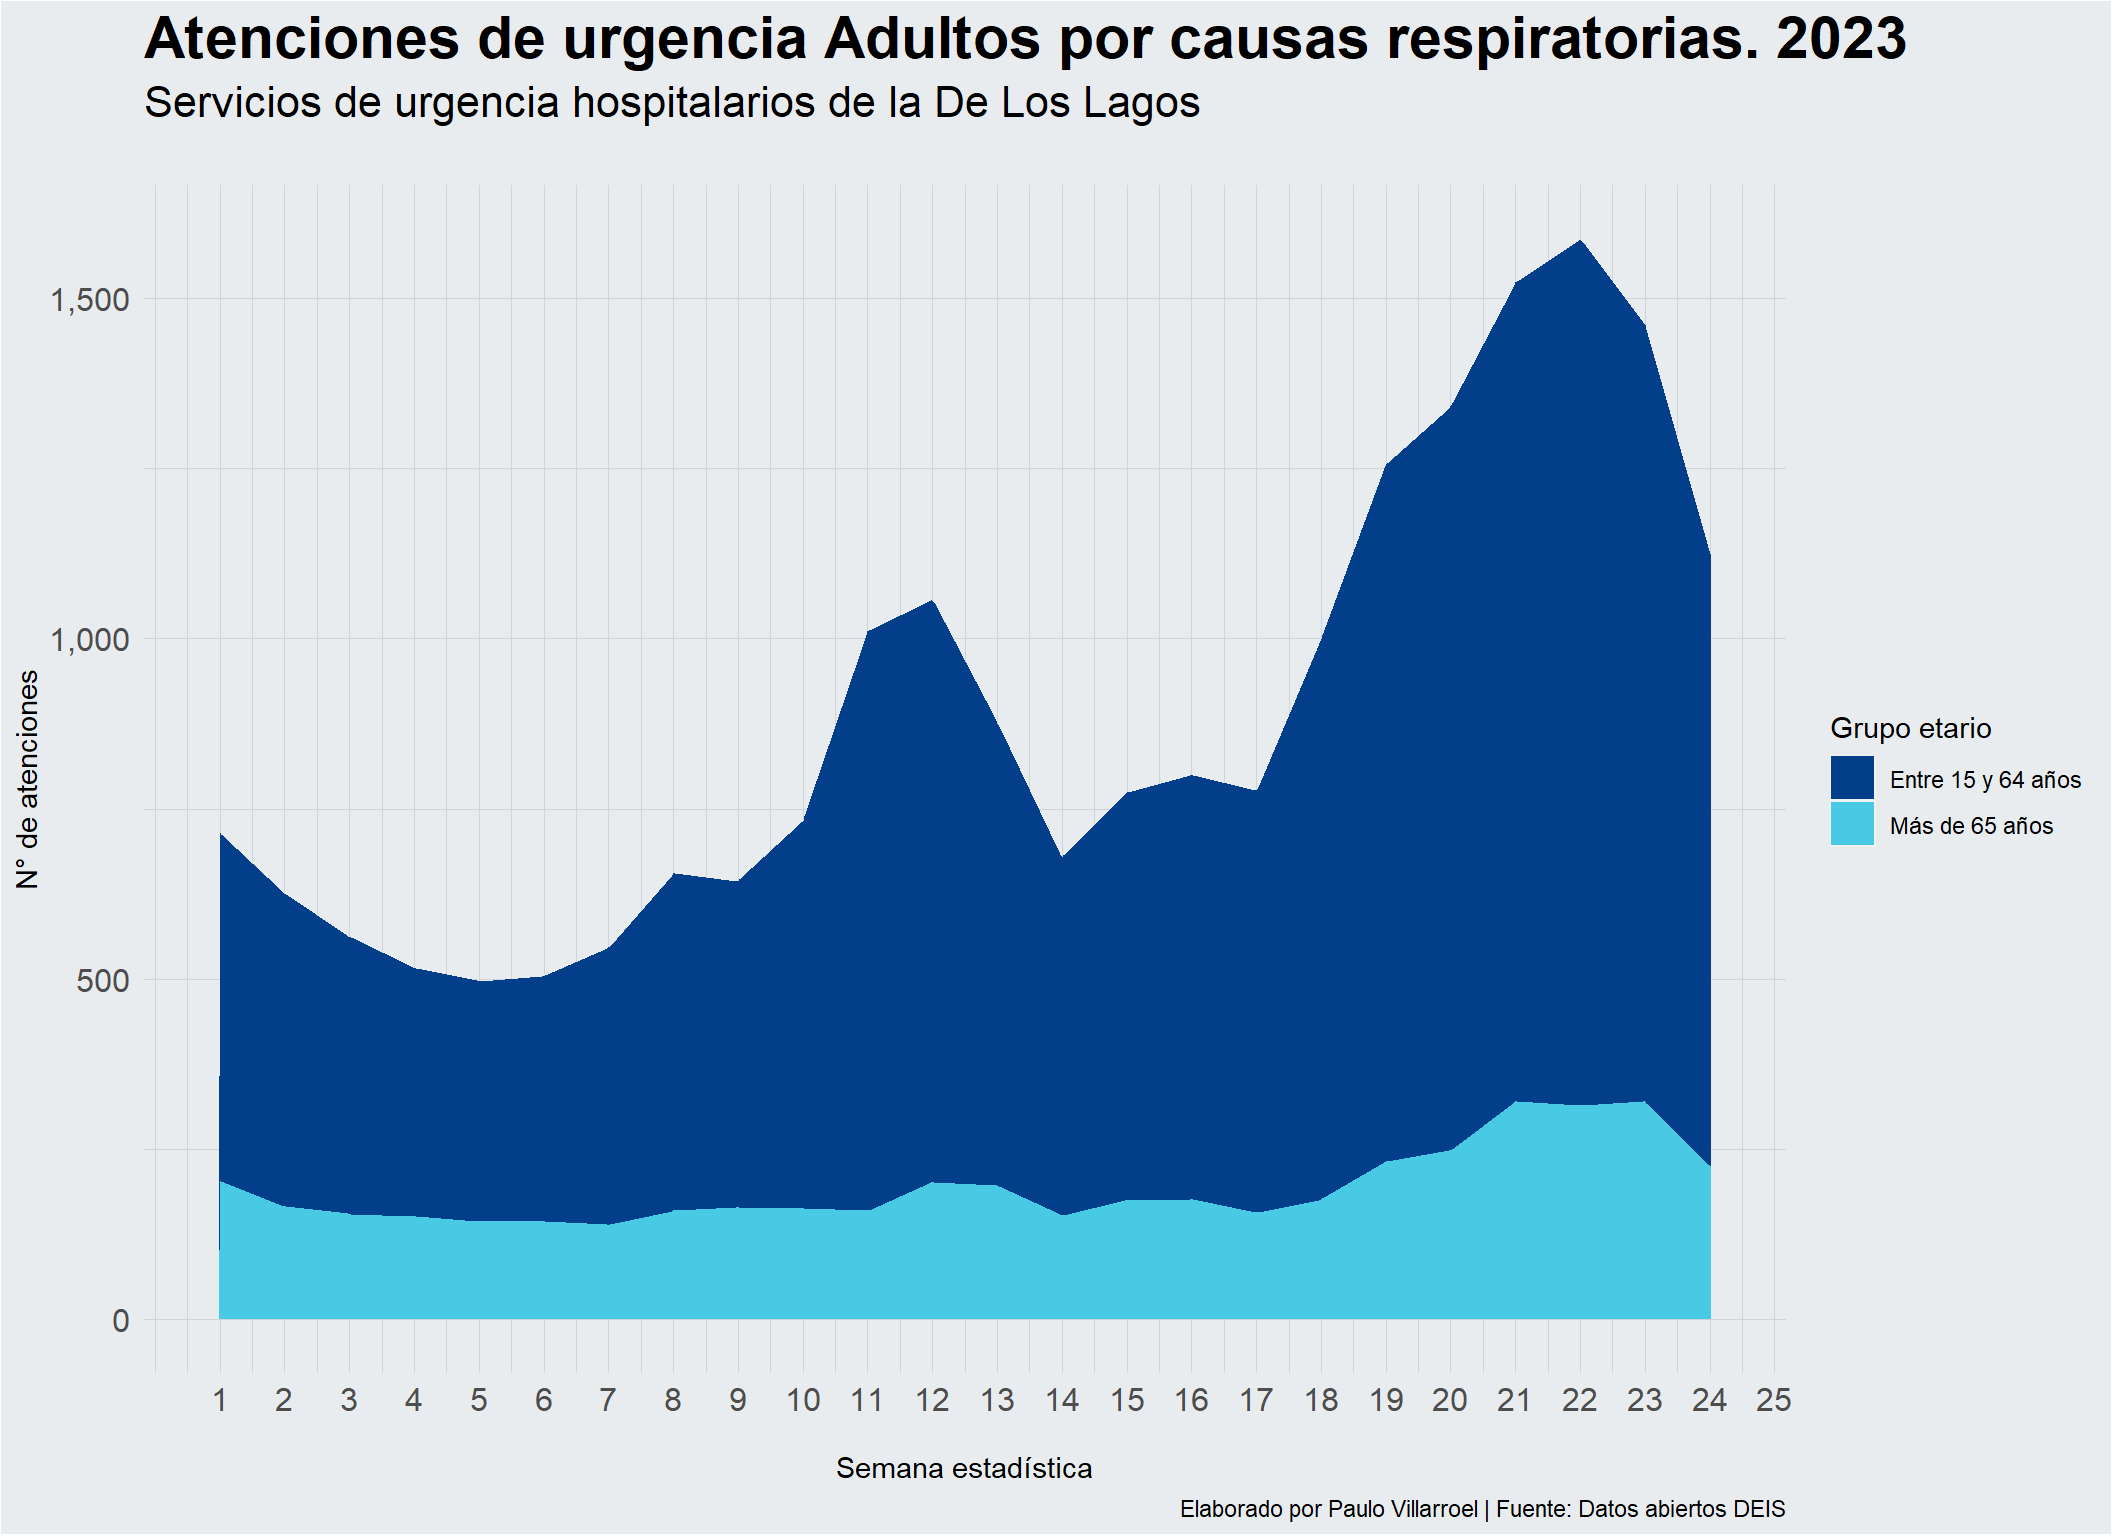 Atenciones de urgencia Adultos por causas respiratorias. 2023
Servicios de urgencia hospitalarios de la De Los Lagos
1,500
1,000
500
0
N° de atenciones
1 2 3 4 5 6 7 8 9 10 11 12 13 14 15 16 17 18 19 20 21 22 23 24 25
Semana estadística
Grupo etario
Entre 15 y 64 años
Más de 65 años
Elaborado por Paulo Villarroel | Fuente: Datos abiertos DEIS